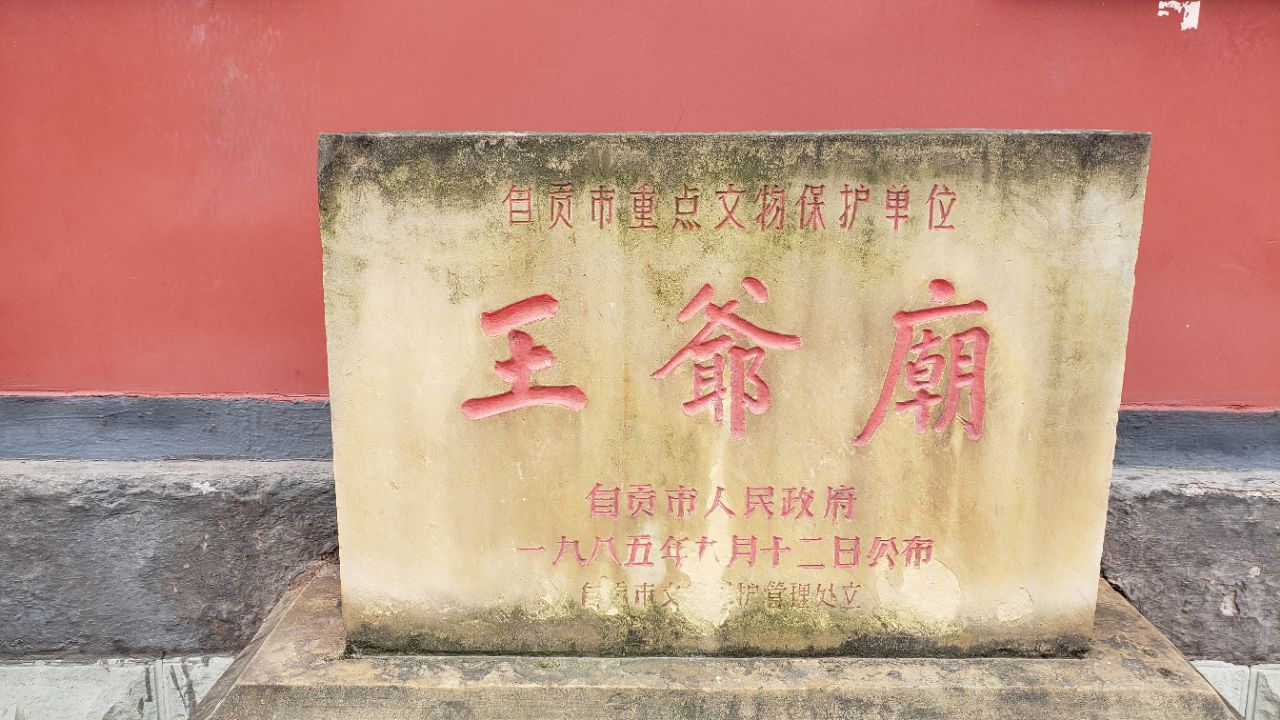 自贡市重点文物保护单位
王爷廟
自贡市人民政府
一九八五年九月十二日公布
自贡市文 护管理处立